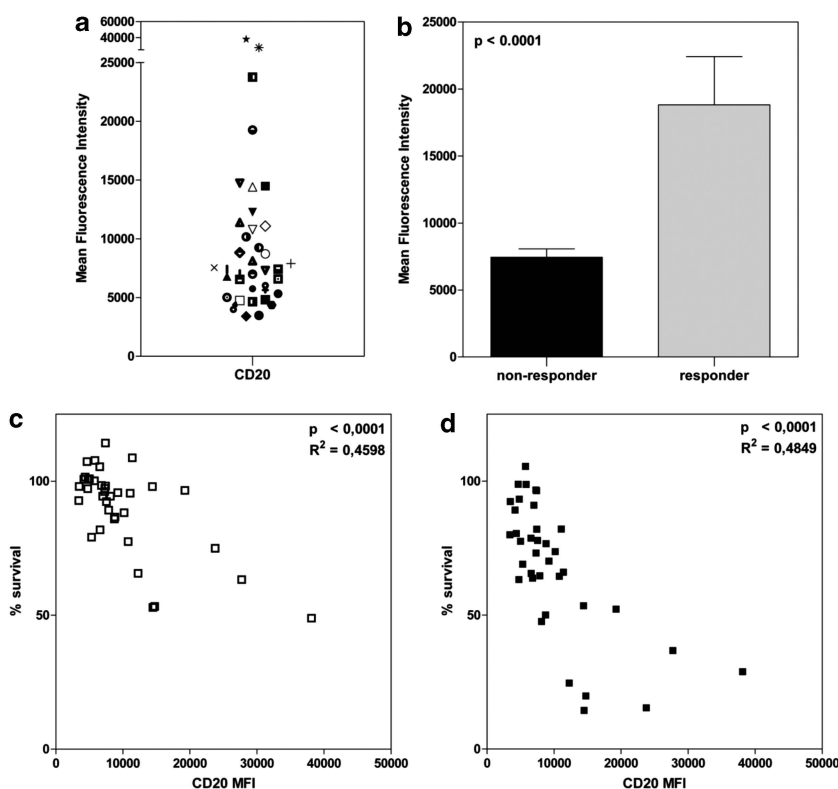 a
60000
40000
25000
20000
15000
10000
5000
0
Mean Fluorescence Intensity
CD20
b
p < 0.0001
25000
20000
15000
10000
5000
0
Mean Fluorescence Intensity
non-responder
responder
c
p < 0,0001
R² = 0,4598
100
50
0
% survival
0
10000
20000
30000
40000
50000
CD20 MFI
d
p < 0,0001
R² = 0,4849
100
50
0
% survival
0
10000
20000
30000
40000
50000
CD20 MFI